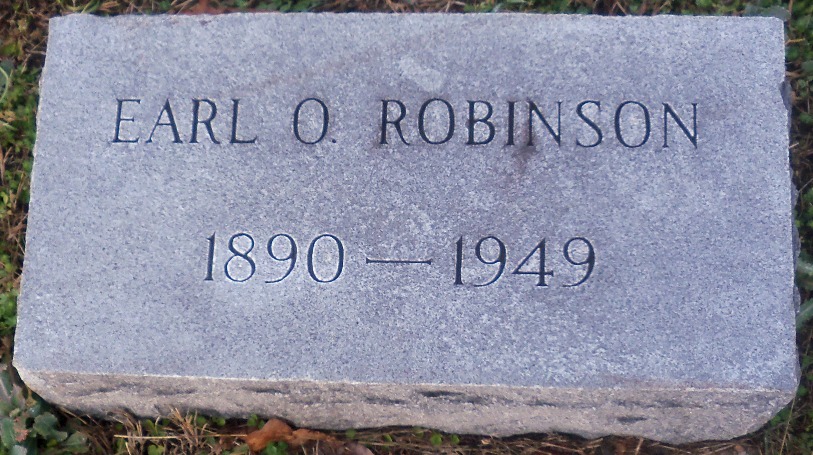 EARL O. ROBINSON
1890 — 1949